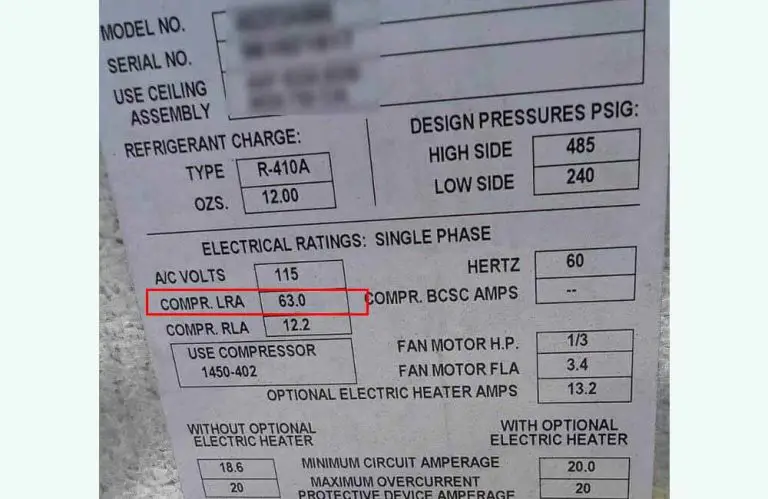 MODEL NO.
SERIAL NO.
USE CEILING
ASSEMBLY
REFRIGERANT CHARGE:
TYPE R-410A
OZS. 12.00
DESIGN PRESSURES PSIG:
HIGH SIDE 485
LOW SIDE 240
ELECTRICAL RATINGS: SINGLE PHASE
A/C VOLTS 115
HERTZ 60
COMPR. LRA 63.0
COMPR. BCSC AMPS --
COMPR. RLA 12.2
USE COMPRESSOR
1450-402
FAN MOTOR H.P. 1/3
FAN MOTOR FLA 3.4
OPTIONAL ELECTRIC HEATER AMPS 13.2
WITHOUT OPTIONAL
ELECTRIC HEATER
WITH OPTIONAL
ELECTRIC HEATER
18.6 MINIMUM CIRCUIT AMPERAGE 20.0
20 MAXIMUM OVERCURRENT 20
PROTECTIVE DEVICE AMPERAGE